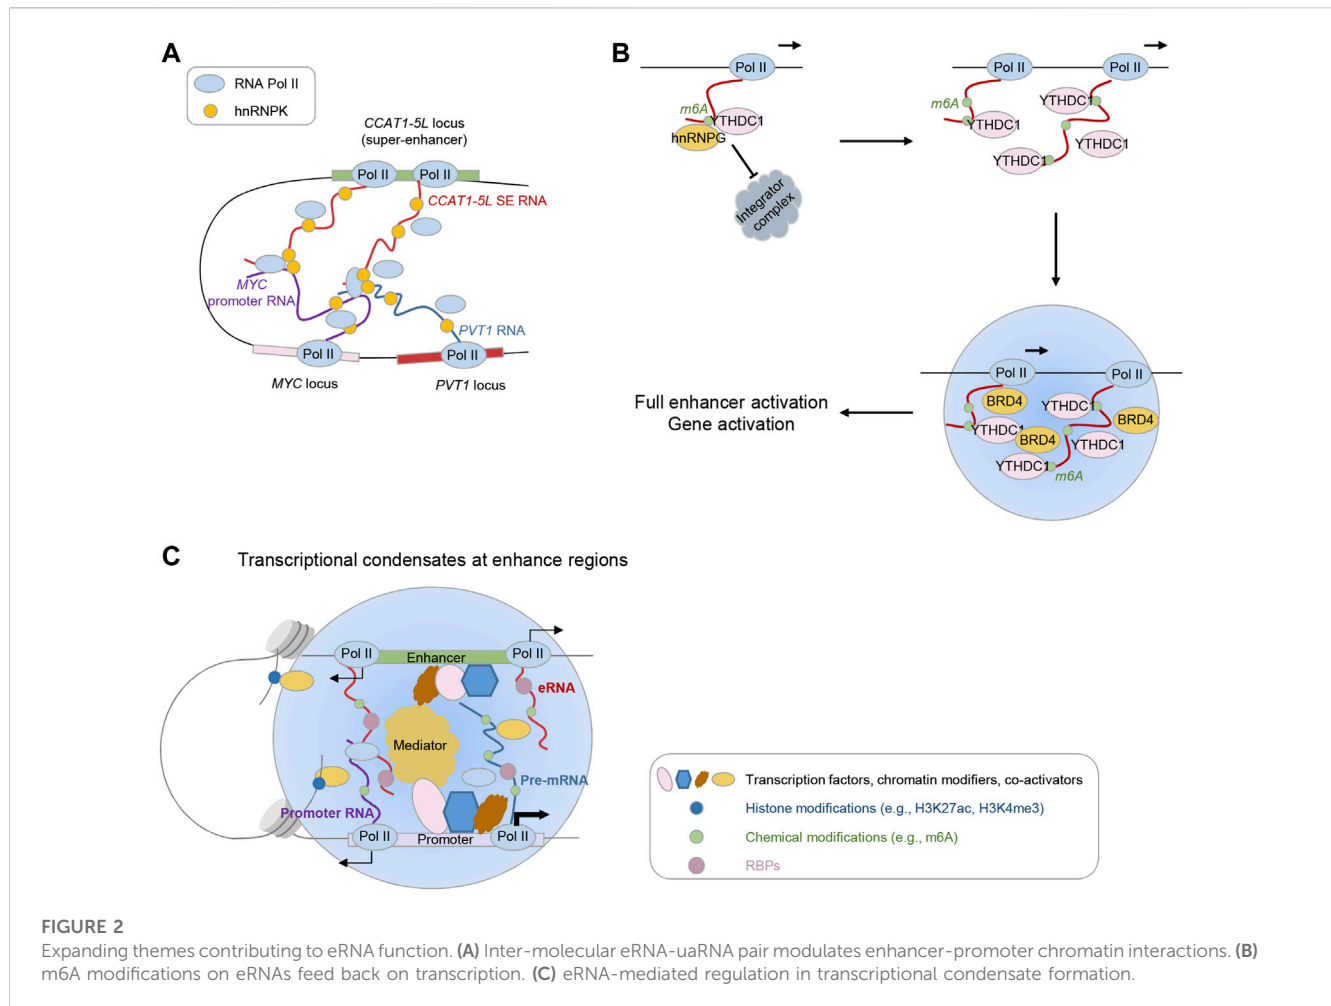 A
RNA Pol II
hnRNPK
CCAT1-5L locus
(super-enhancer)
Pol II
Pol II
CCAT1-5L SE RNA
MYC
promoter RNA
PVT1 RNA
Pol II
Pol II
MYC locus
PVT1 locus
B
Pol II
m6A
YTHDC1
hnRNPG
Integrator
complex
Pol II
Pol II
m6A
YTHDC1
YTHDC1
YTHDC1
YTHDC1
Pol II
Pol II
BRD4
YTHDC1
BRD4
YTHDC1
BRD4
YTHDC1
YTHDC1
m6A
Full enhancer activation
Gene activation
C
Transcriptional condensates at enhance regions
Pol II
Enhancer
Pol II
eRNA
Mediator
Pre-mRNA
Promoter RNA
Pol II
Promoter
Pol II
Transcription factors, chromatin modifiers, co-activators
Histone modifications (e.g., H3K27ac, H3K4me3)
Chemical modifications (e.g., m6A)
RBPs
FIGURE 2
Expanding themes contributing to eRNA function. (A) Inter-molecular eRNA-uaRNA pair modulates enhancer-promoter chromatin interactions. (B)
m6A modifications on eRNAs feed back on transcription. (C) eRNA-mediated regulation in transcriptional condensate formation.